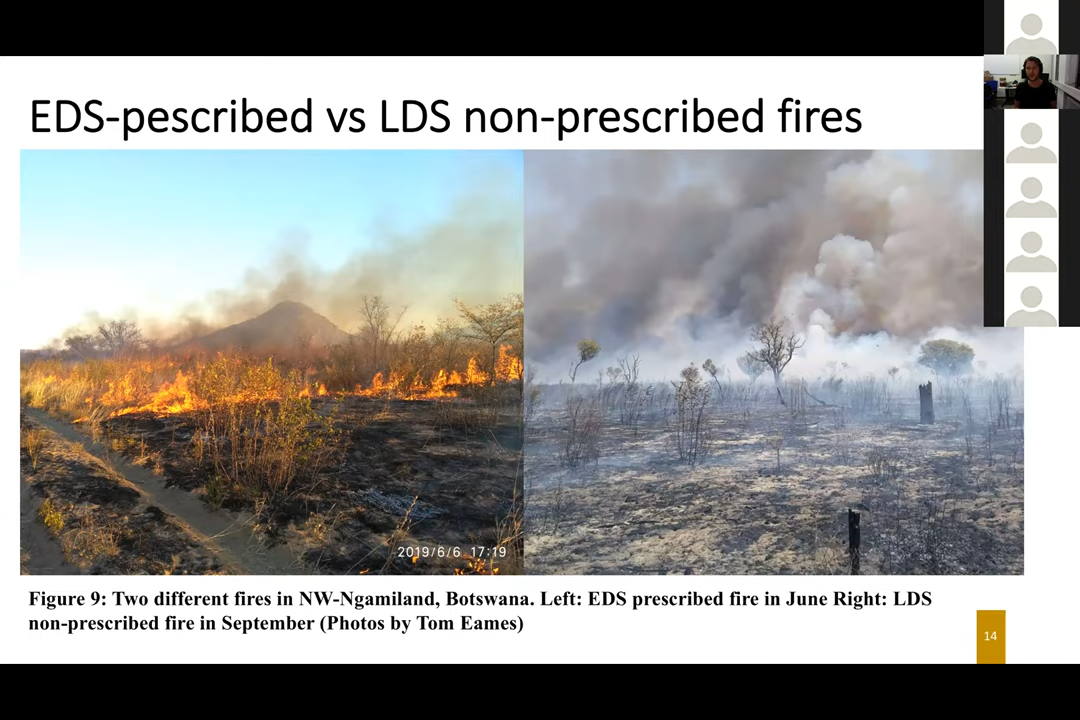 EDS-pescribed vs LDS non-prescribed fires
2019/6/6 17:19
Figure 9: Two different fires in NW-Ngamiland, Botswana. Left: EDS prescribed fire in June Right: LDS
non-prescribed fire in September (Photos by Tom Eames)
14